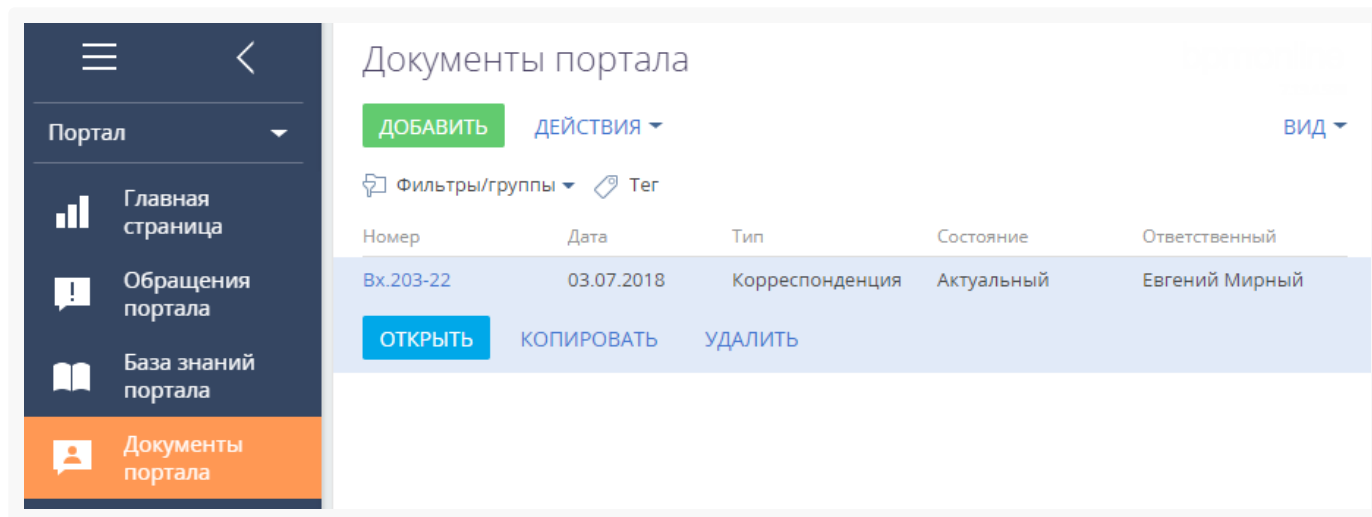 Портал
Главная
страница
Обращения
портала
База знаний
портала
Документы
портала
Документы портала
ДОБАВИТЬ ДЕЙСТВИЯ ВИД
Фильтры/группы Тег
Номер Дата Тип Состояние Ответственный
Вх.203-22 03.07.2018 Корреспонденция Актуальный Евгений Мирный
ОТКРЫТЬ КОПИРОВАТЬ УДАЛИТЬ